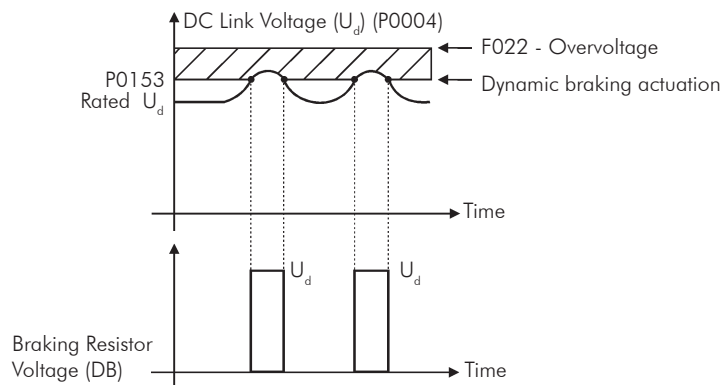 DC Link Voltage (Ud) (P0004)
F022 - Overvoltage
P0153
Dynamic braking actuation
Rated Ud
Time
Ud
Ud
Braking Resistor
Voltage (DB)
Time